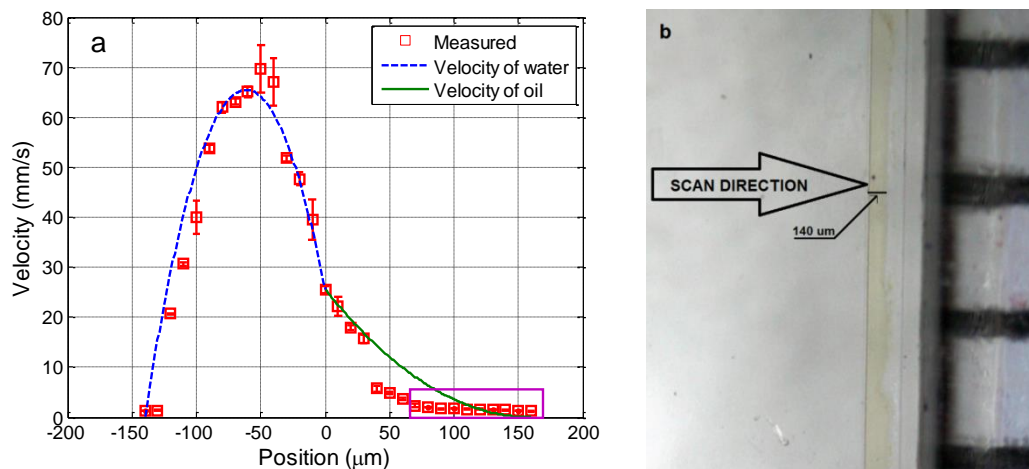 a
Measured
Velocity of water
Velocity of oil
Velocity (mm/s)
80
70
60
50
40
30
20
10
0
-200
-150
-100
-50
0
50
100
150
200
Position (μm)
b
SCAN DIRECTION
140 um